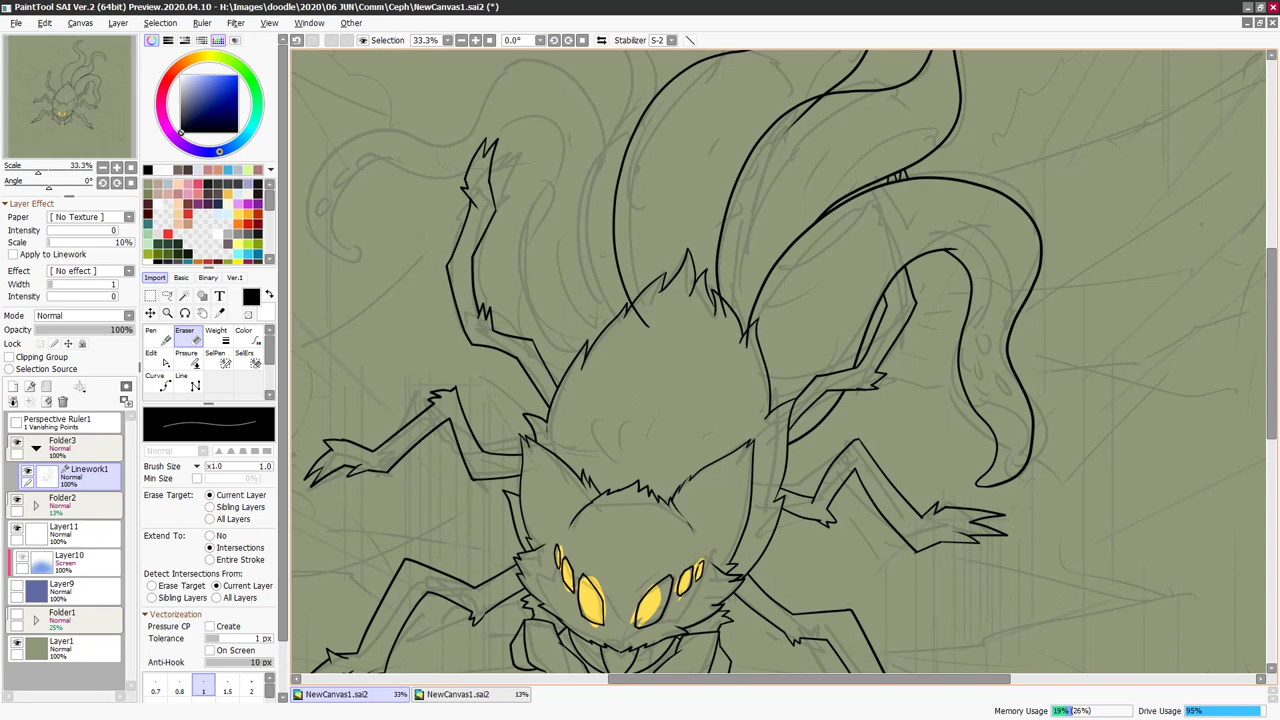 PaintTool SAI Ver.2 (64bit) Preview.2020.04.10 - H:\Images\doodle\2020\06 JUN\Comm\Ceph\NewCanvas1.sai2 (*)
File Edit Canvas Layer Selection Ruler Filter View Window Other
Selection 33.3% 0.0° Stabilizer S-2
Scale 33.3%
Angle 0°
Layer Effect
Paper [ No Texture ]
Intensity 0
Scale 10%
Apply to Linework
Effect [ No effect ]
Width 1
Intensity 0
Mode Normal
Opacity 100%
Lock
Clipping Group
Selection Source
Perspective Ruler1
1 Vanishing Points
Folder3
Normal
100%
Linework1
Normal
100%
Folder2
Normal
13%
Layer11
Normal
100%
Layer10
Screen
100%
Layer9
Normal
100%
Folder1
Normal
25%
Layer1
Normal
100%
Import Basic Binary Ver.1
T
Pen Eraser Weight Color
Edit Prssure SelPen SelErs
Curve Line
Normal
Brush Size x1.0 1.0
Min Size 0%
Erase Target: Current Layer
Sibling Layers
All Layers
Extend To: No
Intersections
Entire Stroke
Detect Intersections From:
Erase Target Current Layer
Sibling Layers All Layers
Vectorization
Pressure CP Create
Tolerance 1 px
On Screen
Anti-Hook 10 px
0.7 0.8 1 1.5 2
NewCanvas1.sai2 33% NewCanvas1.sai2 13%
Memory Usage 19% (26%) Drive Usage 95%